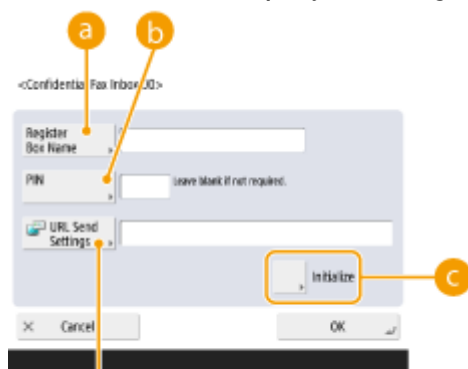 a b
<Confidential Fax Inbox 00>
Register
Box Name
PIN
Leave blank if not required.
URL Send
Settings
Initialize
c
× Cancel
OK